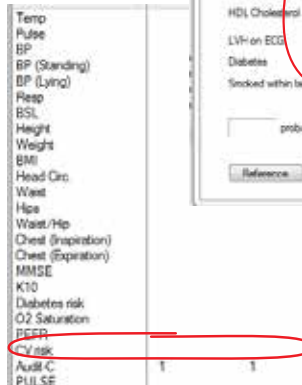 Temp
Pulse
BP
BP (Standing)
BP (Lying)
Resp
BSL
Height
Weight
BMI
Head Circ.
Waist
Hips
Waist/Hip
Chest (Inspiration)
Chest (Expiration)
MMSE
K10
Diabetes risk
O2 Saturation
PEFR
CV risk
Audit-C 1 1
PULSE
HDL Cholesterol
LVH on ECG
Diabetes
Smoked within la
proba
Reference